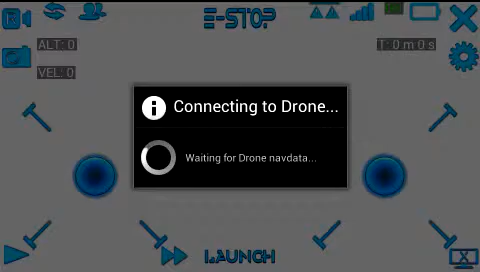 R
E-STOP
ALT: 0
T: 0 m 0 s
VEL: 0
Connecting to Drone...
Waiting for Drone navdata...
LAUNCH
X